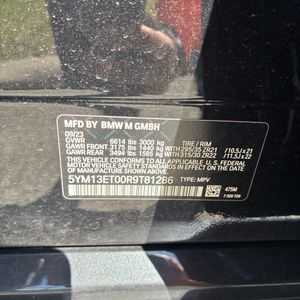 MFD BY BMW M GMBH
09/23
GVWR 6614 lbs 3000 kg TIRE / RIM
GAWR FRONT 3175 lbs 1440 kg 295/35 ZR21 / 10.5J x 21
GAWR REAR 3494 lbs 1585 kg 315/30 ZR22 / 11.5J x 22
THIS VEHICLE CONFORMS TO ALL APPLICABLE U.S. FEDERAL
MOTOR VEHICLE SAFETY STANDARDS IN EFFECT ON THE DATE
OF MANUFACTURE SHOWN ABOVE.
5YM13ET00R9T81286 TYPE: MPV
475M